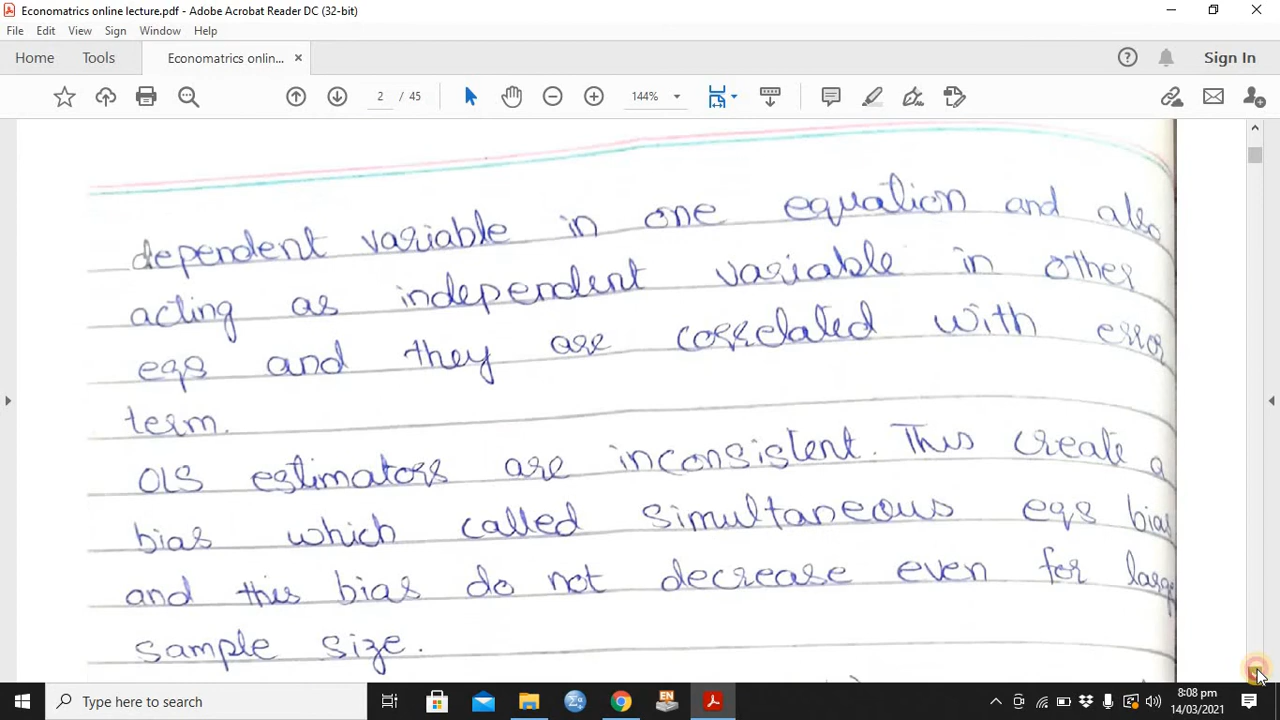 Economatrics online lecture.pdf - Adobe Acrobat Reader DC (32-bit)
File Edit View Sign Window Help
Home Tools Economatrics onlin... × Sign In
2 / 45 144%
dependent variable in one equation and also
acting as independent variable in other
eqs and they are correlated with error
term.
OLS estimators are inconsistent. This create a
bias which called simultaneous eqs bias
and this bias do not decrease even for large
sample size.
Type here to search
EN
8:08 pm
14/03/2021